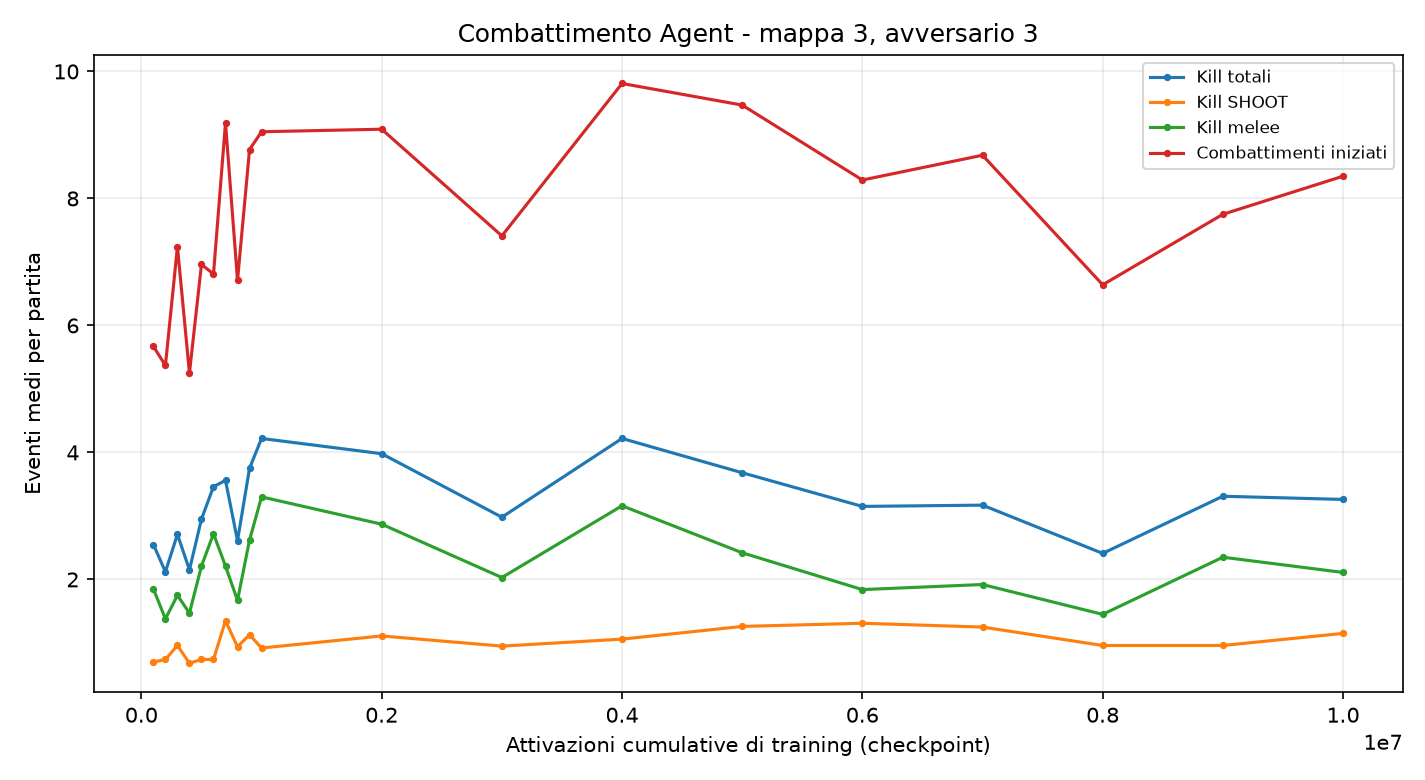 Combattimento Agent - mappa 3, avversario 3
Kill totali
Kill SHOOT
Kill melee
Combattimenti iniziati
Eventi medi per partita
10
8
6
4
2
0.0 0.2 0.4 0.6 0.8 1.0
1e7
Attivazioni cumulative di training (checkpoint)